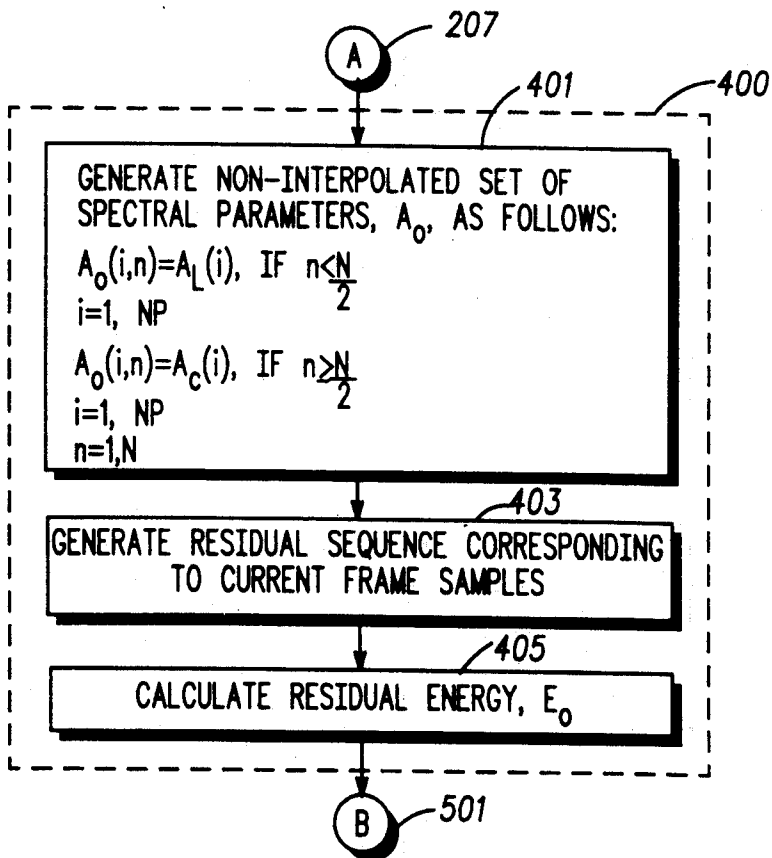 207
A
400
401
GENERATE NON-INTERPOLATED SET OF
SPECTRAL PARAMETERS, A₀, AS FOLLOWS:
A₀(i,n)=A_L(i), IF n<N/2
i=1, NP
A₀(i,n)=A_C(i), IF n≥N/2
i=1, NP
n=1,N
403
GENERATE RESIDUAL SEQUENCE CORRESPONDING
TO CURRENT FRAME SAMPLES
405
CALCULATE RESIDUAL ENERGY, E₀
B
501